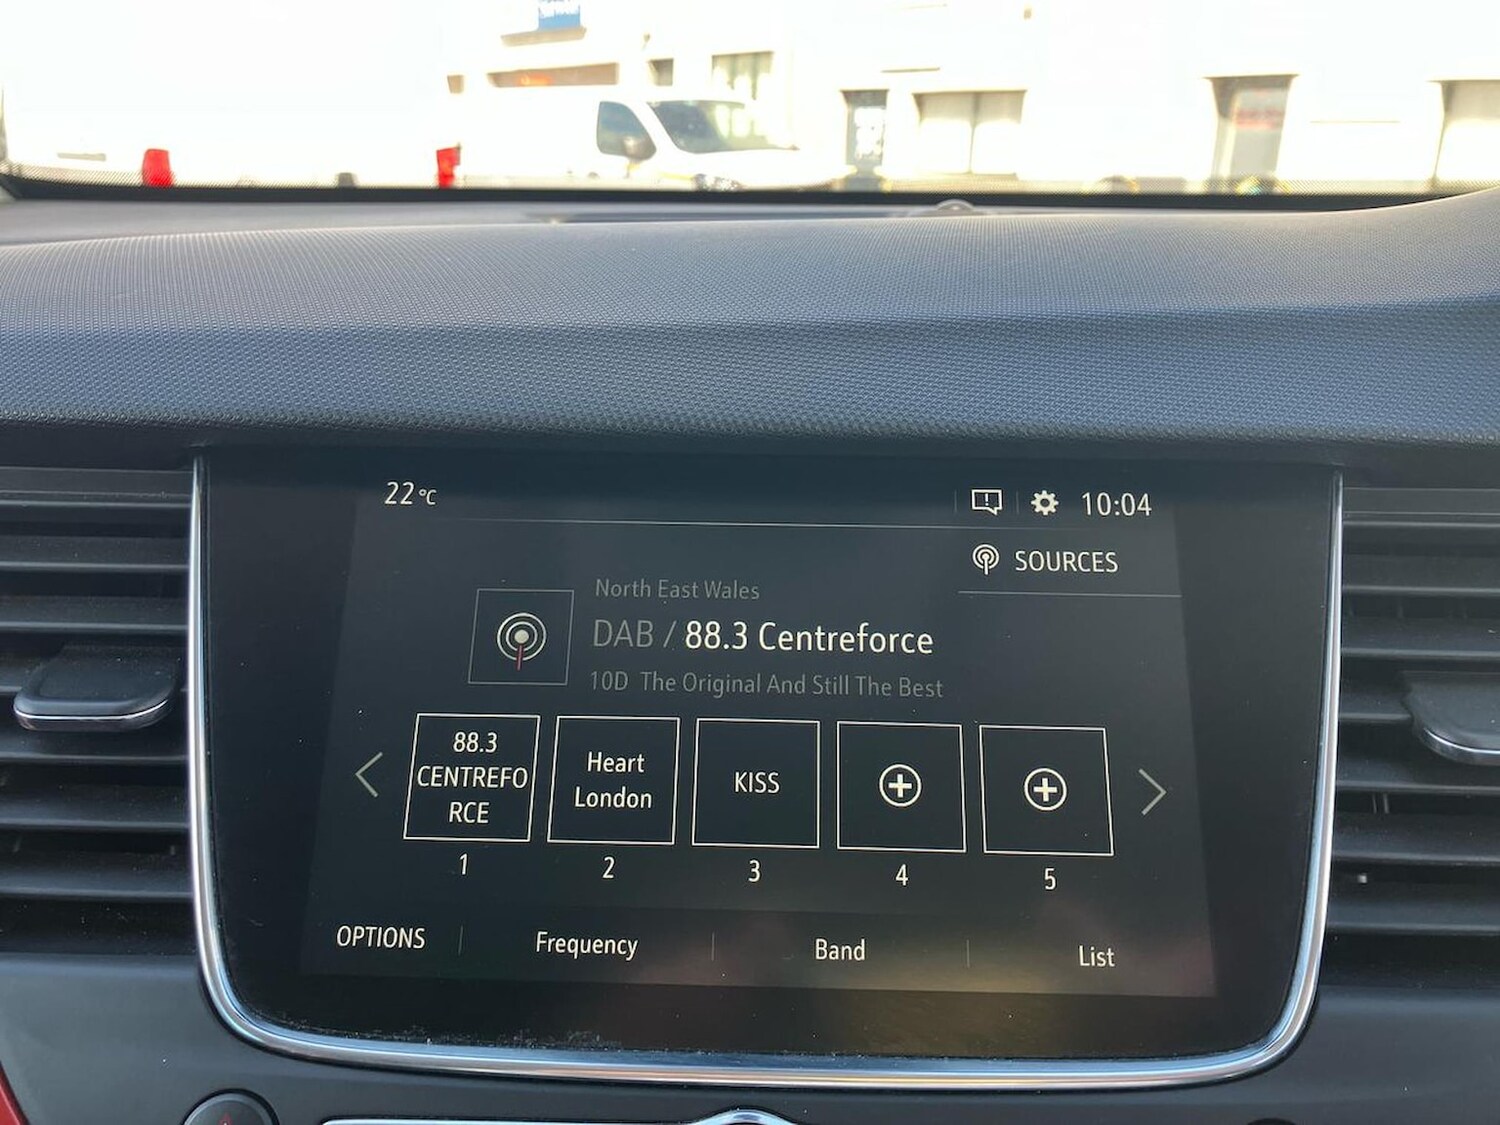 22 °C
10:04
SOURCES
North East Wales
DAB / 88.3 Centreforce
10D The Original And Still The Best
88.3
CENTREFO
RCE
Heart
London
KISS
1
2
3
4
5
OPTIONS
Frequency
Band
List